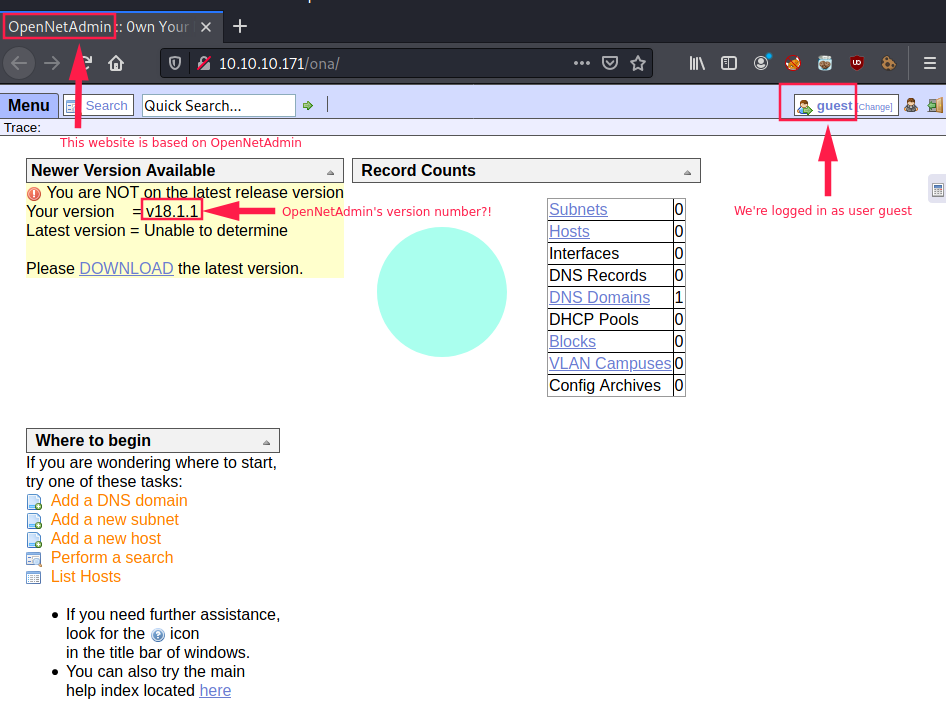 OpenNetAdmin :: 0wn Your
10.10.10.171/ona/
Menu
Search
Quick Search...
guest
[Change]
Trace:
This website is based on OpenNetAdmin
Newer Version Available
Record Counts
You are NOT on the latest release version
Your version = v18.1.1
OpenNetAdmin's version number?!
We're logged in as user guest
Latest version = Unable to determine
Please DOWNLOAD the latest version.
Subnets 0
Hosts 0
Interfaces 0
DNS Records 0
DNS Domains 1
DHCP Pools 0
Blocks 0
VLAN Campuses 0
Config Archives 0
Where to begin
If you are wondering where to start,
try one of these tasks:
Add a DNS domain
Add a new subnet
Add a new host
Perform a search
List Hosts
• If you need further assistance,
look for the ? icon
in the title bar of windows.
• You can also try the main
help index located here